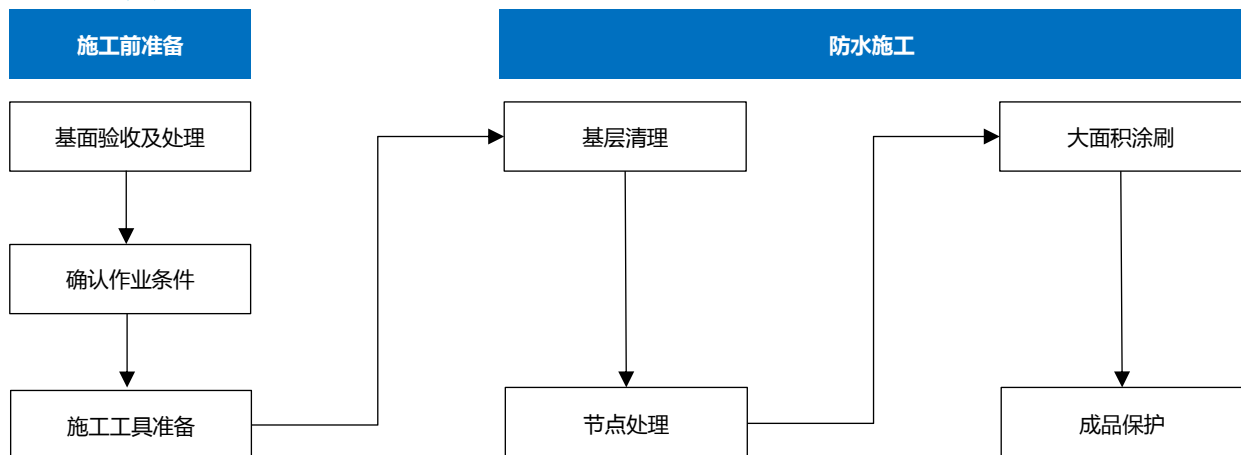 施工前准备
防水施工
基面验收及处理
确认作业条件
施工工具准备
基层清理
节点处理
大面积涂刷
成品保护